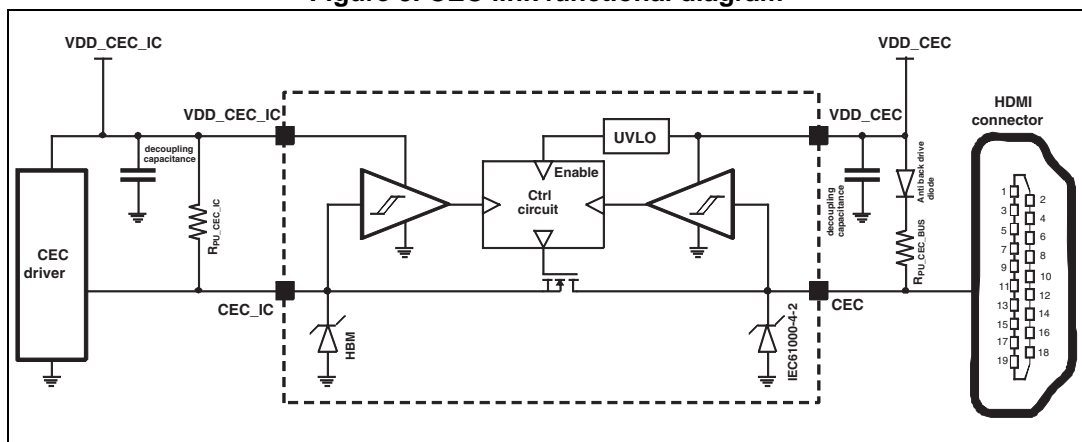 Figure 3. CEC link functional diagram
VDD_CEC_IC
VDD_CEC
HDMI
connector
VDD_CEC_IC
VDD_CEC
UVLO
decoupling
capacitance
Enable
Ctrl
circuit
decoupling
capacitance
Anti back drive
diode
RPU_CEC_IC
RPU_CEC_BUS
CEC
driver
CEC_IC
CEC
HBM
IEC61000-4-2
1
2
3
4
5
6
7
8
9
10
11
12
13
14
15
16
17
18
19